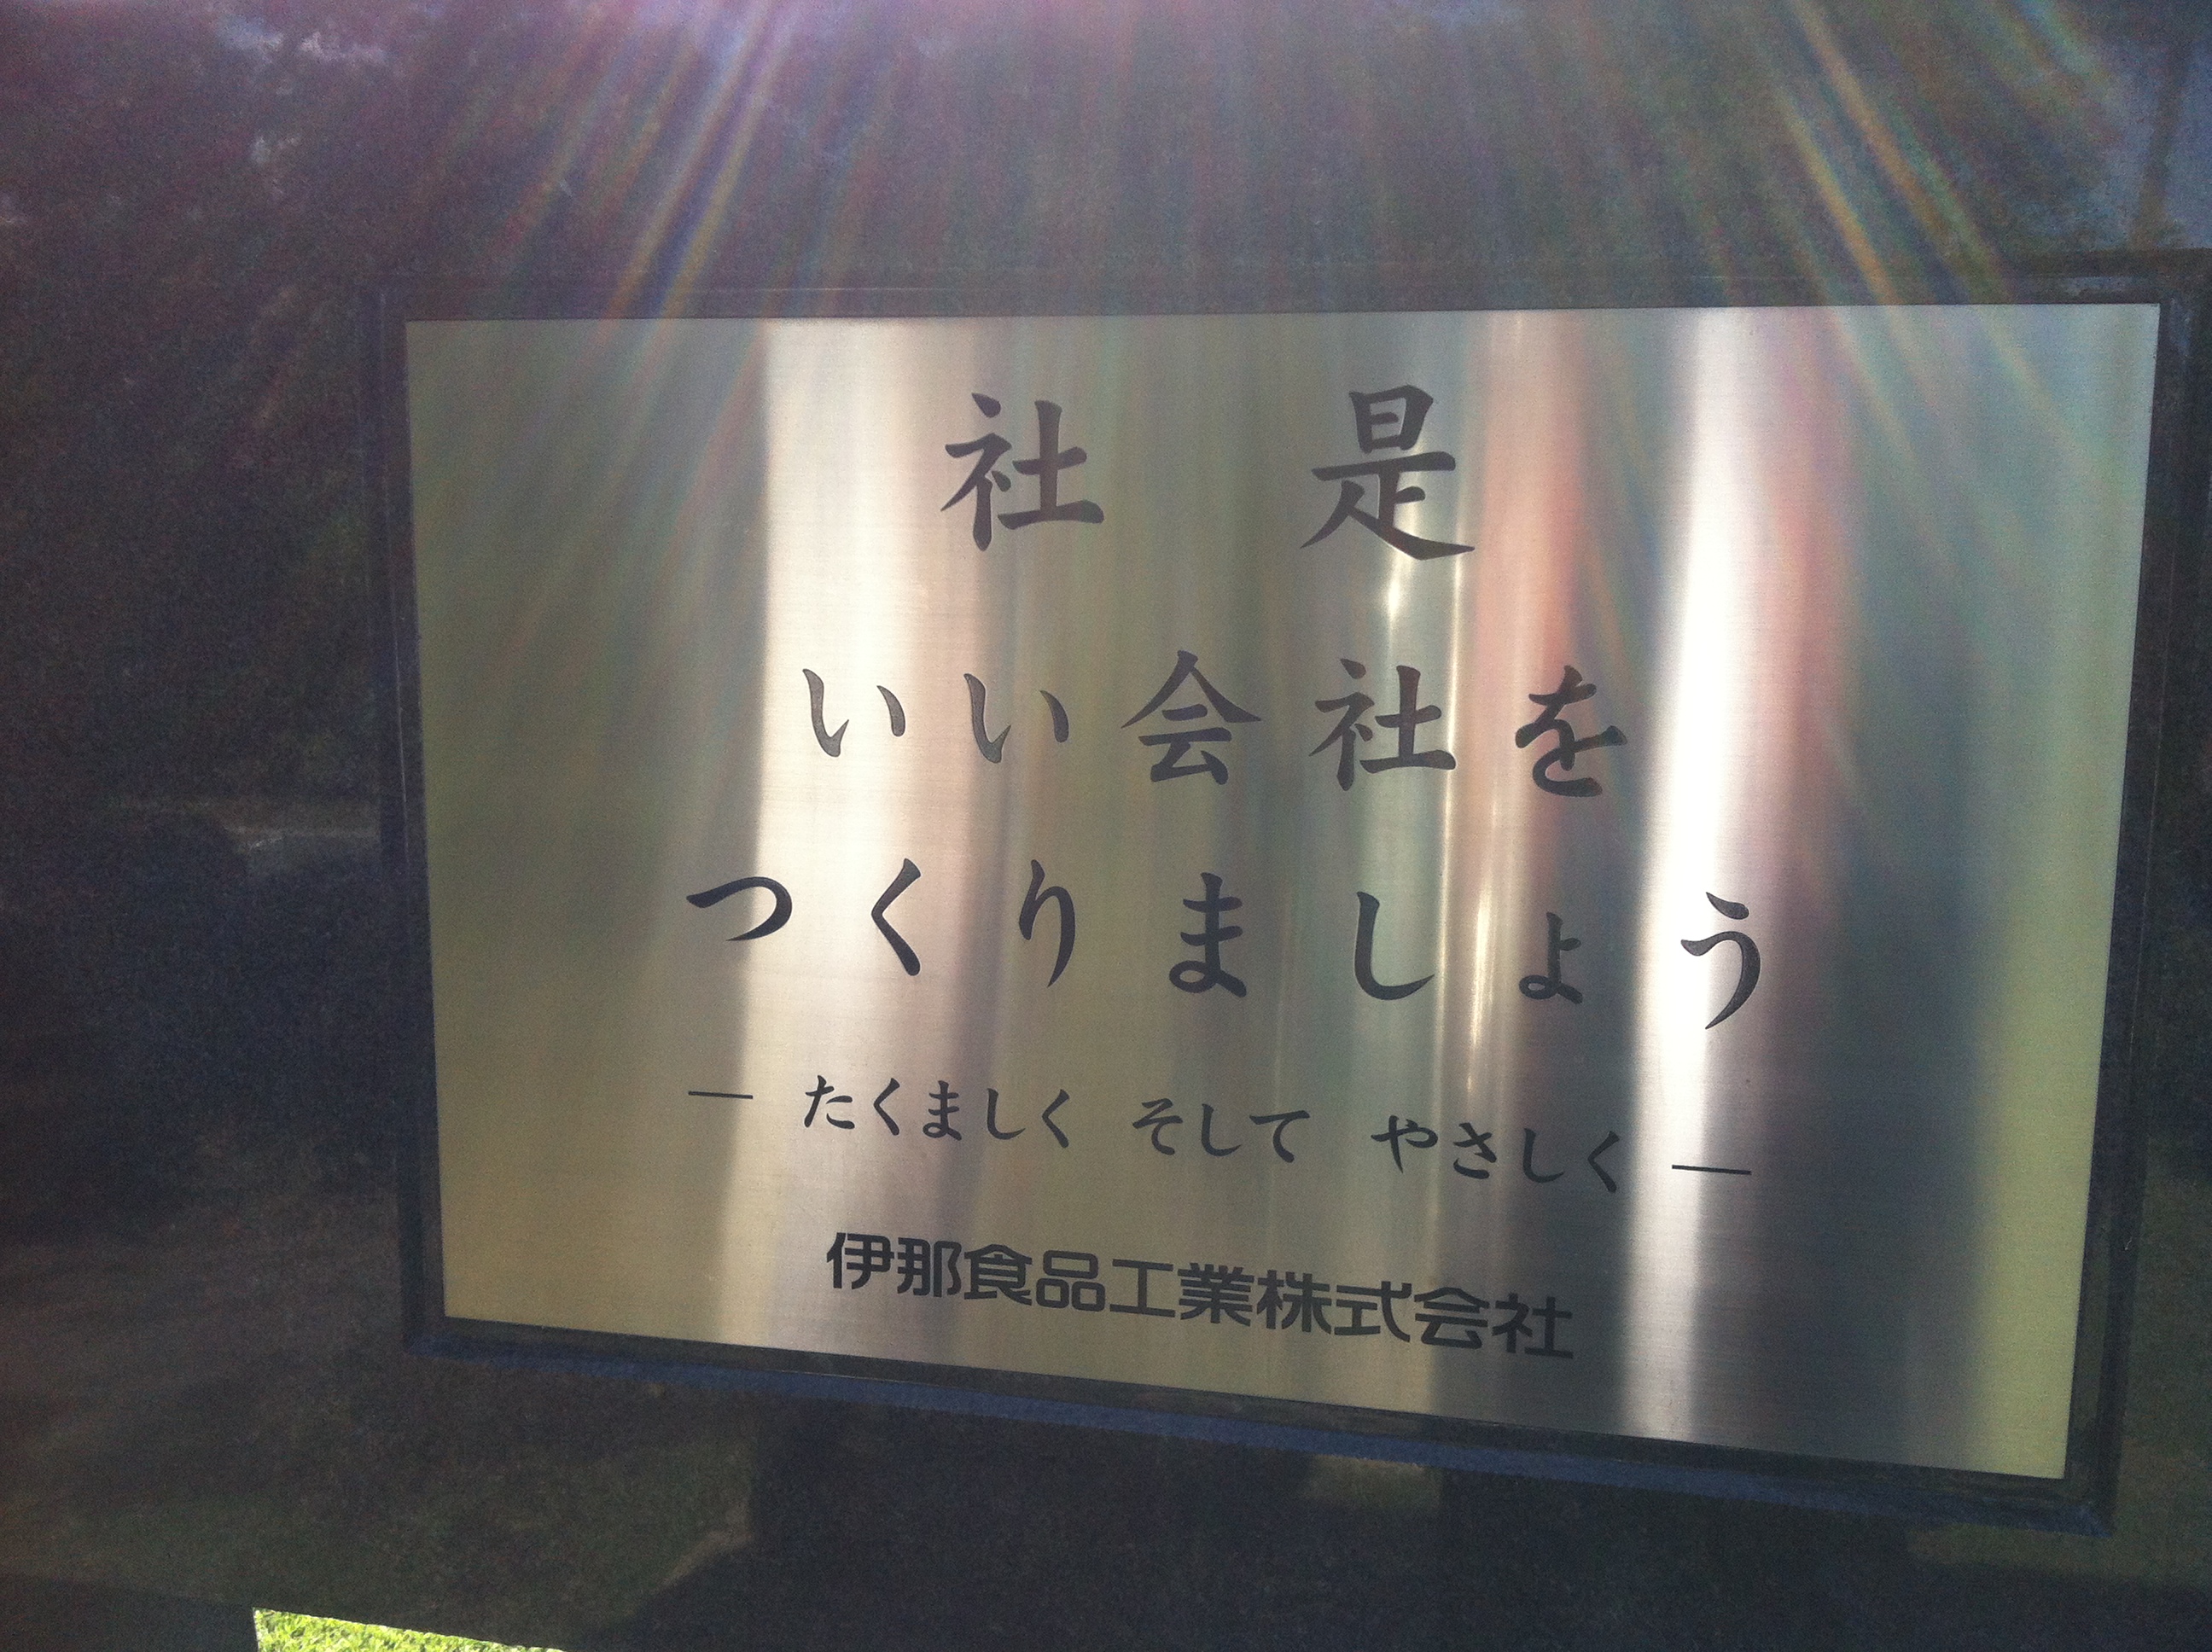 社 是
いい会社を
つくりましょう
― たくましく そして やさしく ―
伊那食品工業株式会社